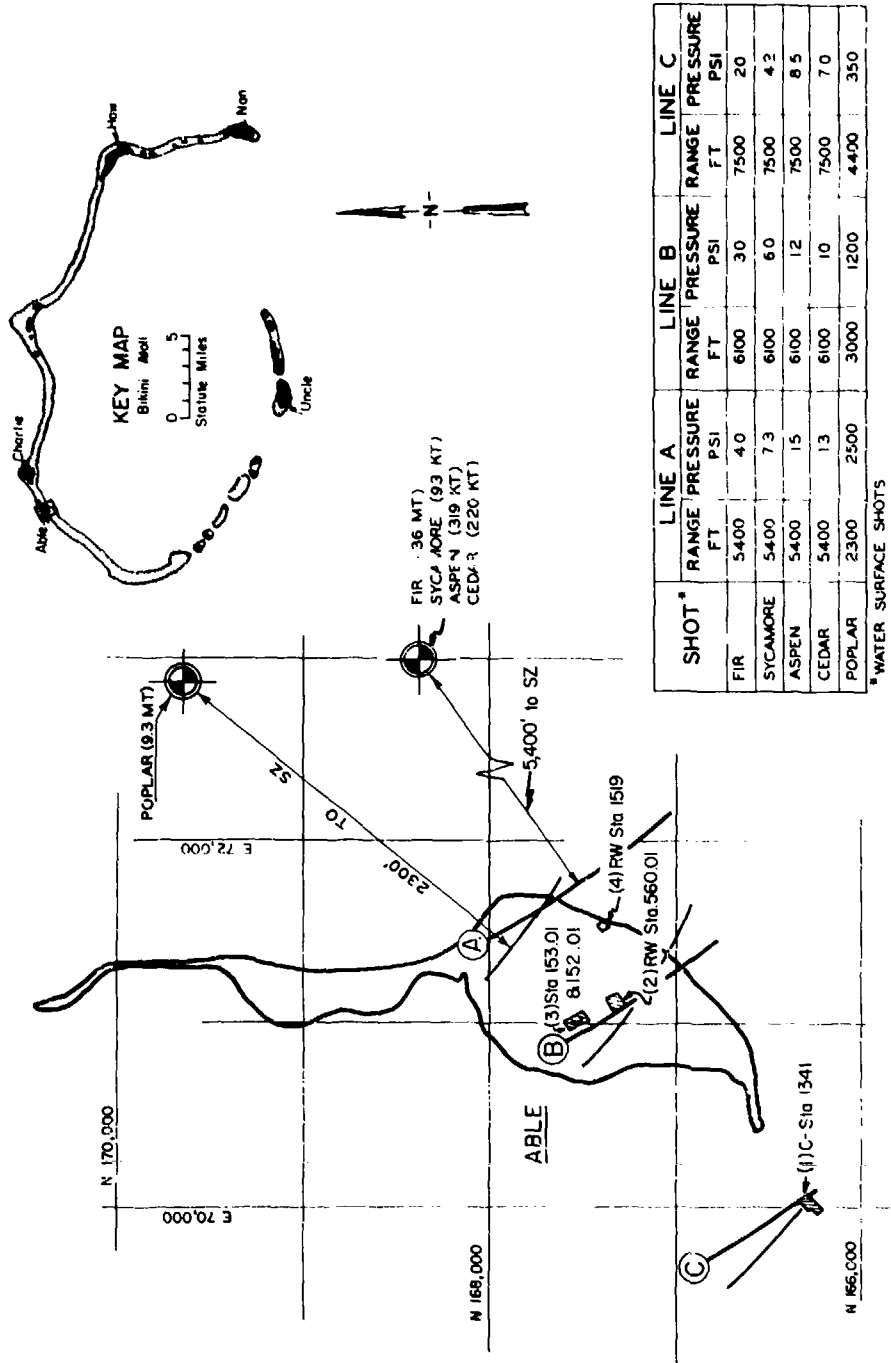 POPLAR (9.3 MT)
FIR 36 MT)
SYCAMORE (93 KT)
ASPEN (319 KT)
CEDAR (220 KT)
2300' TO SZ
5,400' to SZ
N 170,000
N 168,000
N 166,000
E 70,000
E 72,000
A
B
C
ABLE
(3)Sta 153.01
& 152.01
(4)RW Sta 1519
(2)RW Sta. 560.01
(1)C- Sta 1341
KEY MAP
Bikini Atoll
0 5
Statute Miles
Able
Charlie
How
Nan
Uncle
-N-
SHOT* LINE A LINE B LINE C
RANGE PRESSURE RANGE PRESSURE RANGE PRESSURE
FT PSI FT PSI FT PSI
FIR 5400 40 6100 30 7500 20
SYCAMORE 5400 7 3 6100 60 7500 4 2
ASPEN 5400 15 6100 12 7500 8 5
CEDAR 5400 13 6100 10 7500 7 0
POPLAR 2300 2500 3000 1200 4400 350
*WATER SURFACE SHOTS